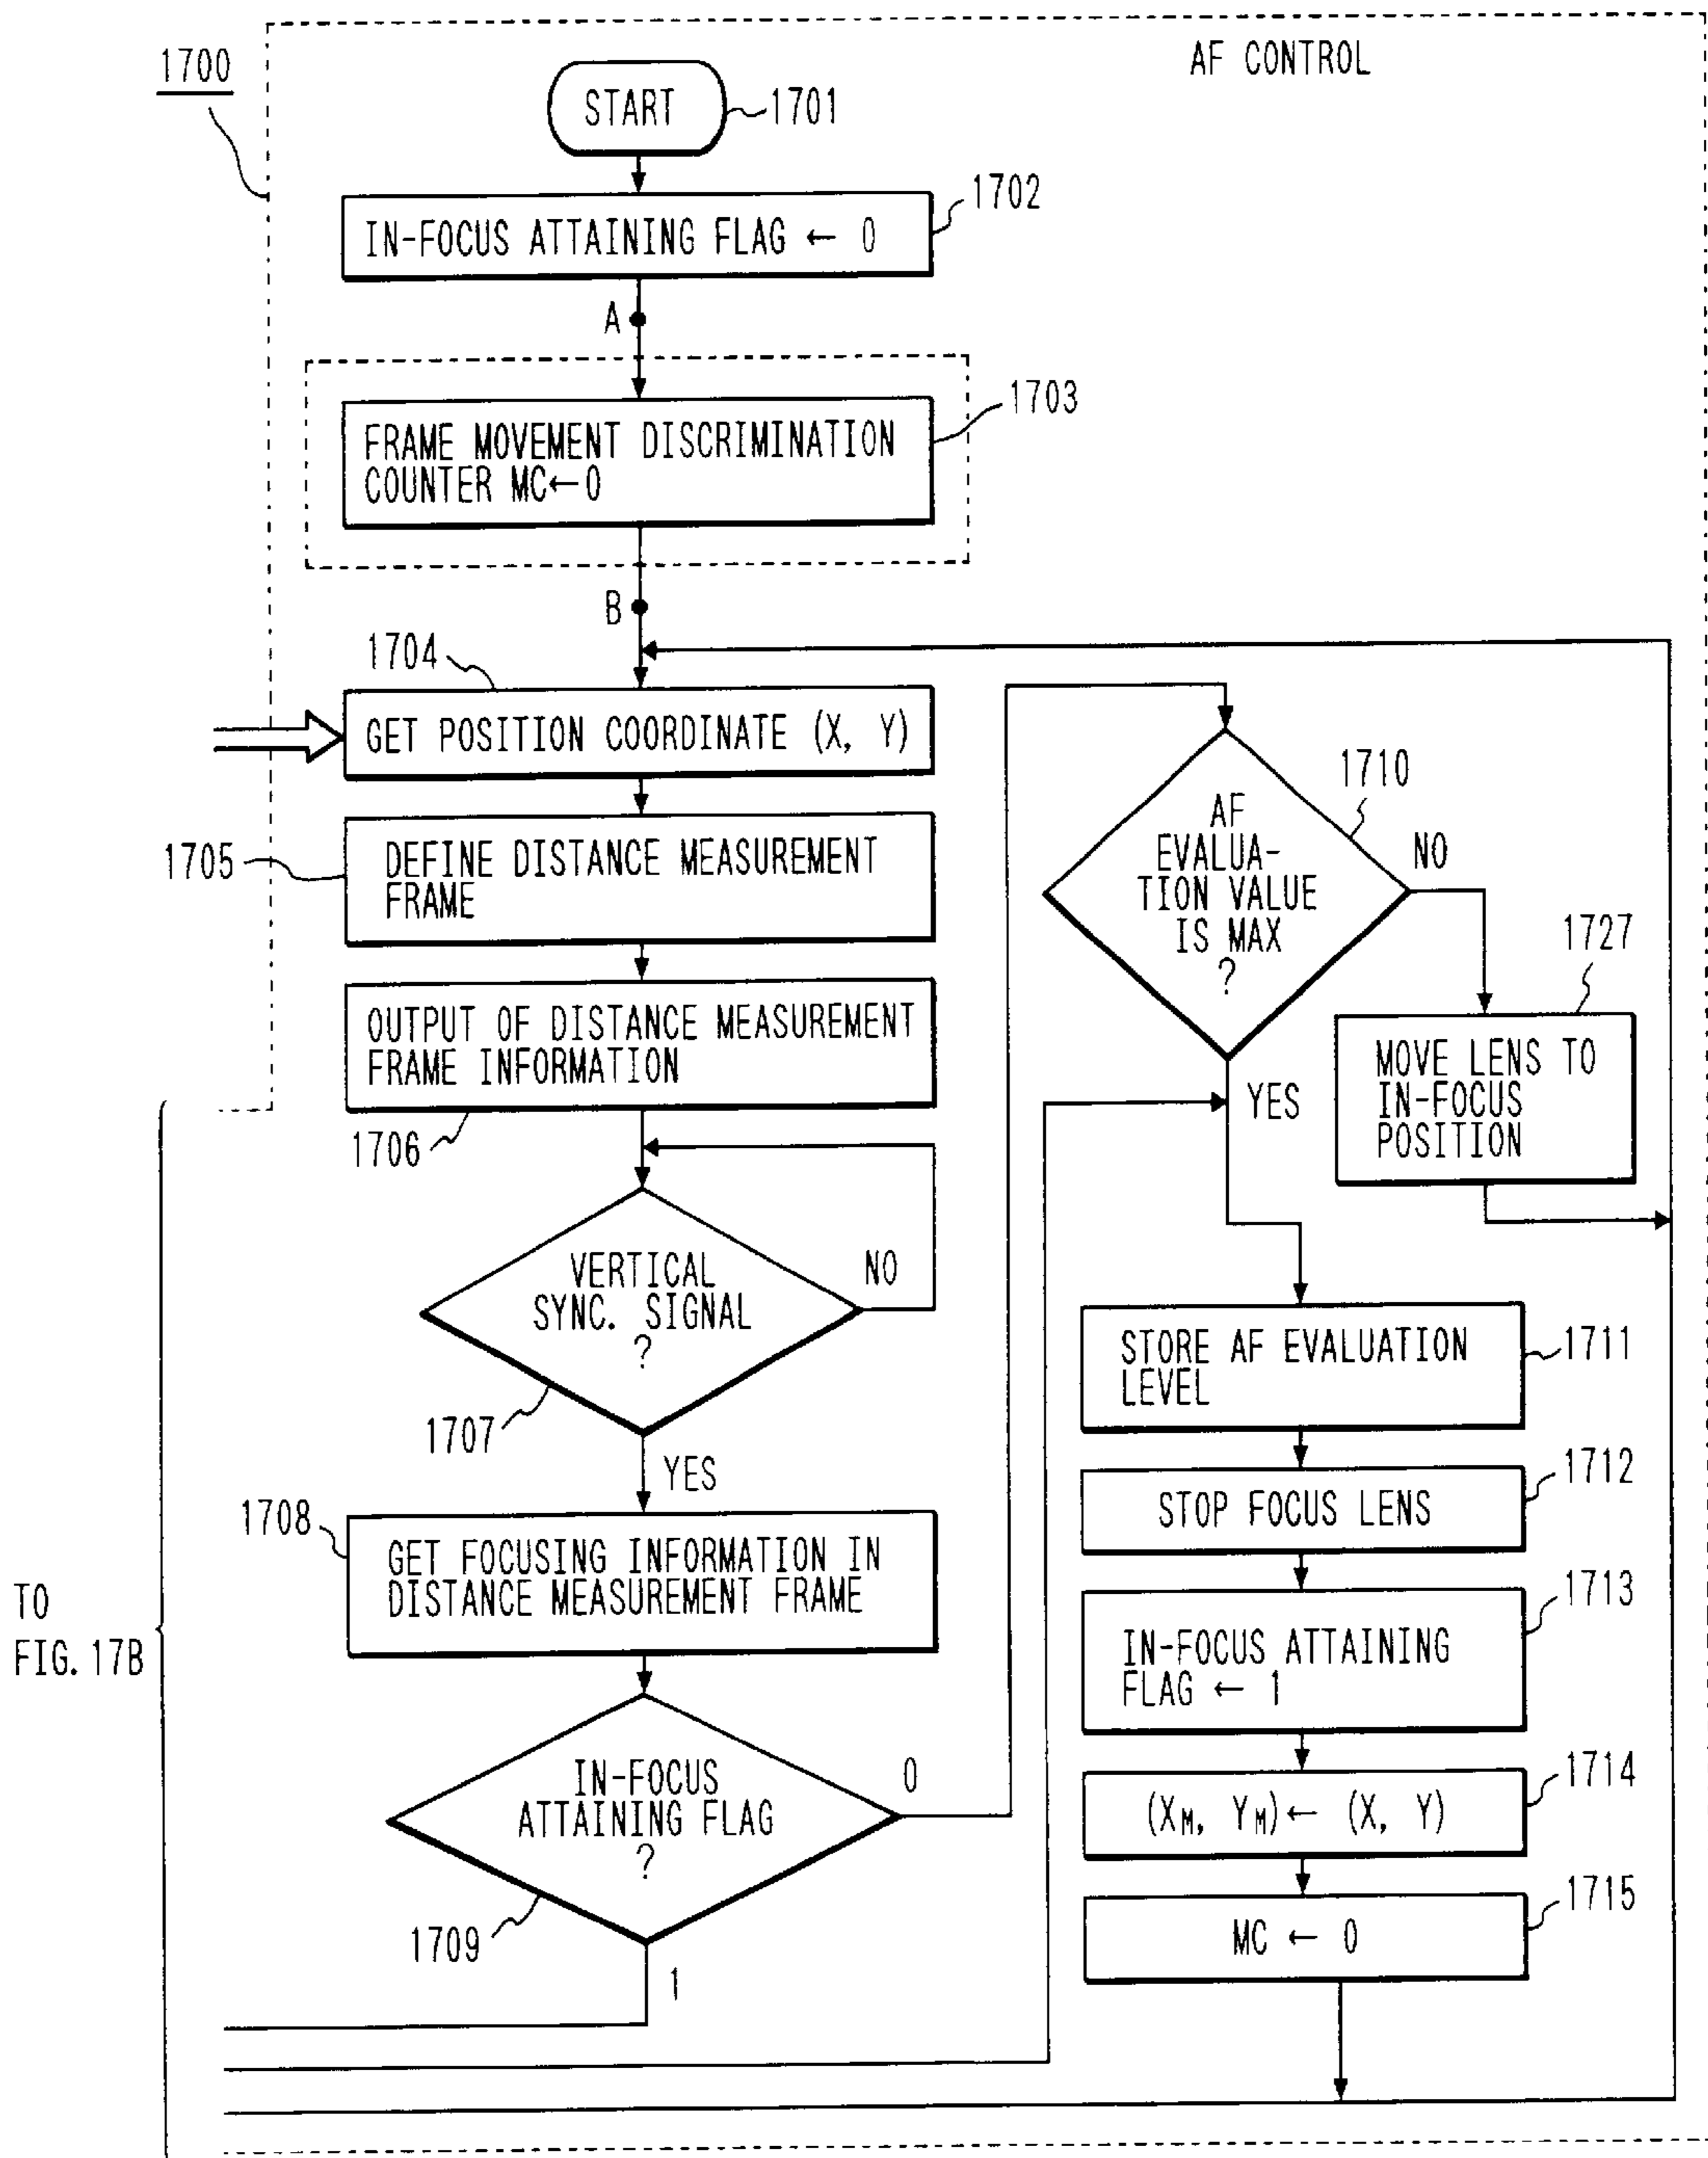 AF CONTROL
1700
START
1701
IN-FOCUS ATTAINING FLAG ← 0
1702
A
FRAME MOVEMENT DISCRIMINATION
COUNTER MC←0
1703
B
1704
GET POSITION COORDINATE (X, Y)
1705
DEFINE DISTANCE MEASUREMENT
FRAME
OUTPUT OF DISTANCE MEASUREMENT
FRAME INFORMATION
1706
VERTICAL
SYNC. SIGNAL
?
NO
1707
YES
1708
GET FOCUSING INFORMATION IN
DISTANCE MEASUREMENT FRAME
TO
FIG. 17B
IN-FOCUS
ATTAINING FLAG
?
0
1709
1
AF
EVALUA-
TION VALUE
IS MAX
?
1710
NO
1727
MOVE LENS TO
IN-FOCUS
POSITION
YES
STORE AF EVALUATION
LEVEL
1711
STOP FOCUS LENS
1712
IN-FOCUS ATTAINING
FLAG ← 1
1713
(XM, YM)← (X, Y)
1714
MC ← 0
1715